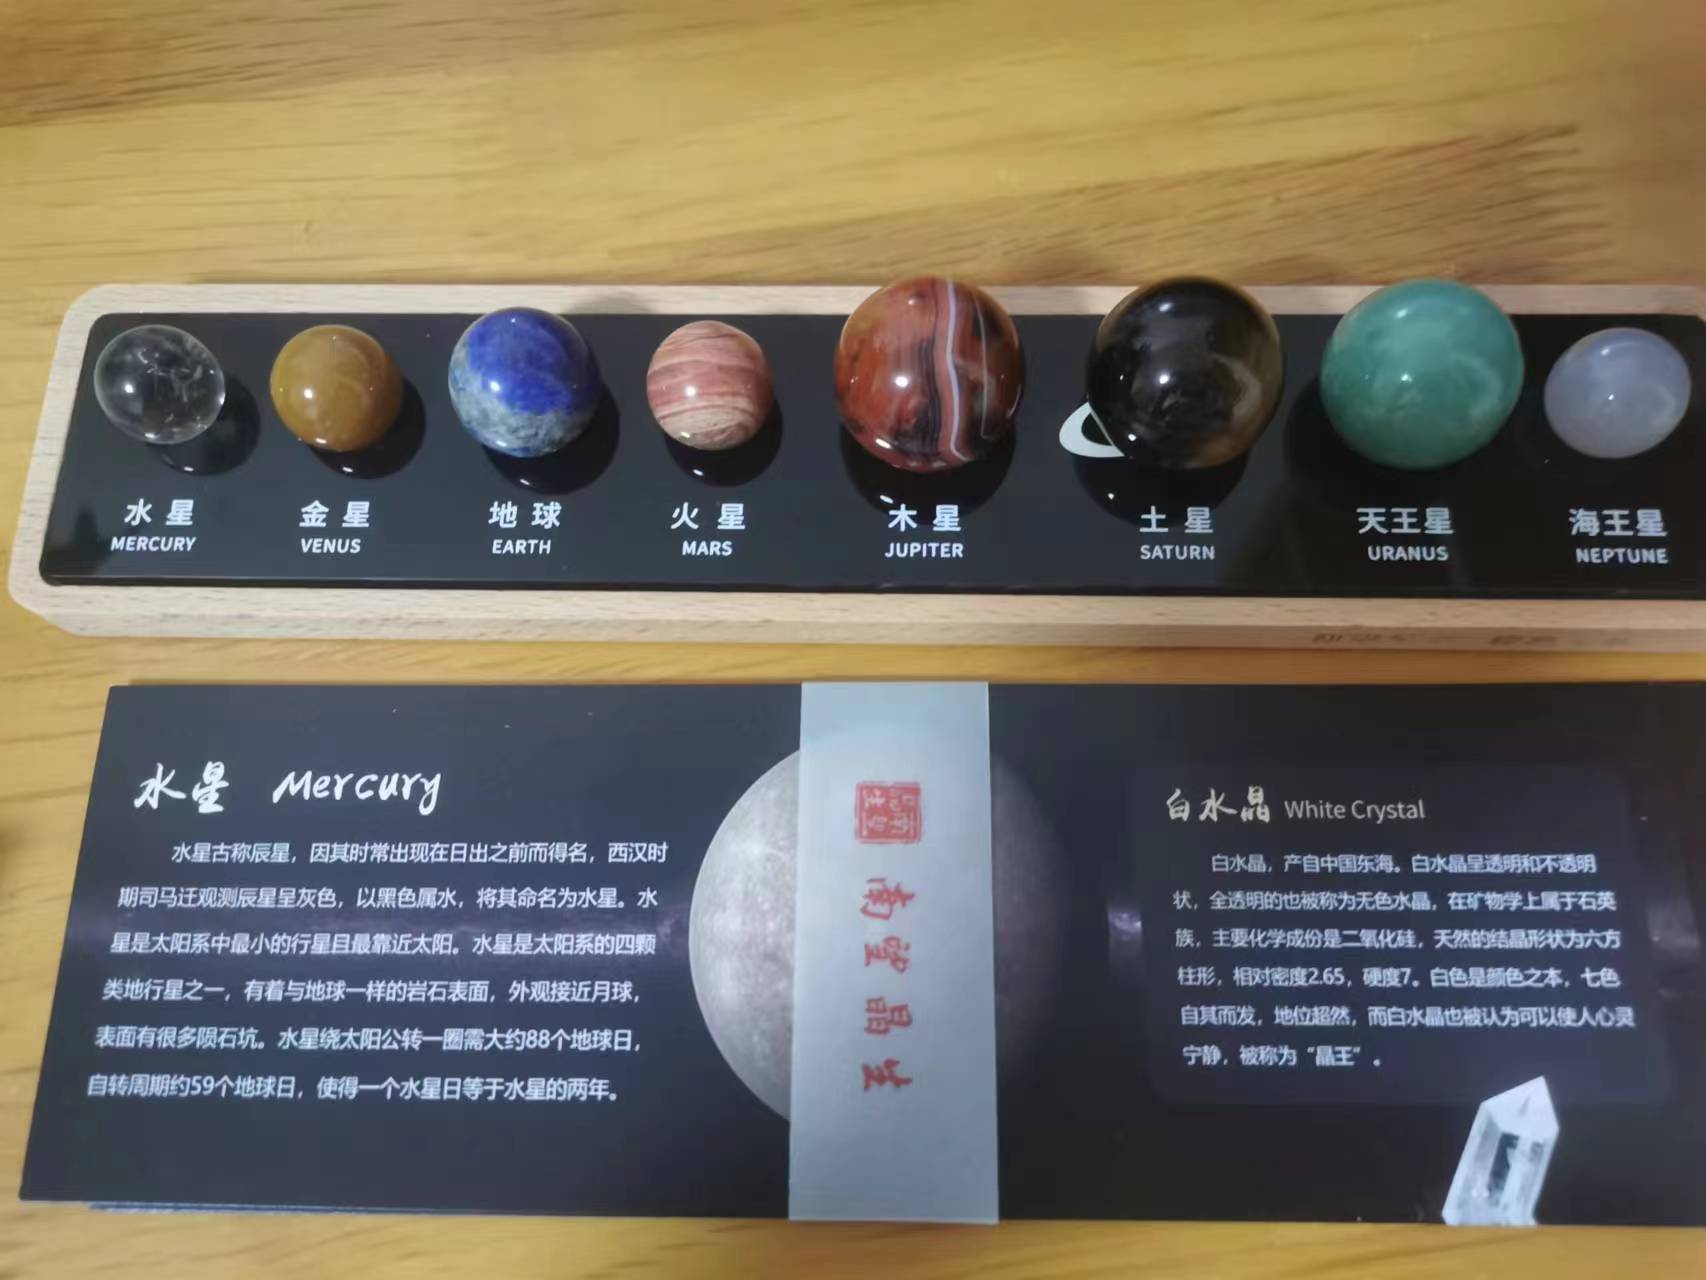 水星
MERCURY
金星
VENUS
地球
EARTH
火星
MARS
木星
JUPITER
土星
SATURN
天王星
URANUS
海王星
NEPTUNE
水星 Mercury
水星古称辰星，因其时常出现在日出之前而得名，西汉时
期司马迁观测辰星呈灰色，以黑色属水，将其命名为水星。水
星是太阳系中最小的行星且最靠近太阳。水星是太阳系的四颗
类地行星之一，有着与地球一样的岩石表面，外观接近月球，
表面有很多陨石坑。水星绕太阳公转一圈需大约88个地球日，
自转周期约59个地球日，使得一个水星日等于水星的两年。
南望晶生
白水晶 White Crystal
白水晶，产自中国东海。白水晶呈透明和不透明
状，全透明的也被称为无色水晶，在矿物学上属于石英
族，主要化学成份是二氧化硅，天然的结晶形状为六方
柱形，相对密度2.65，硬度7。白色是颜色之本，七色
自其而发，地位超然，而白水晶也被认为可以使人心灵
宁静，被称为“晶王”。